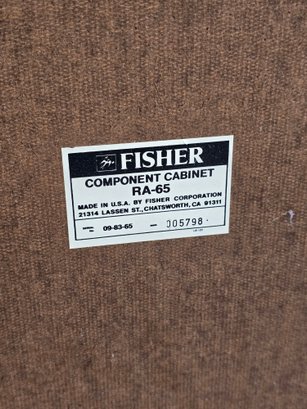 FISHER
COMPONENT CABINET
RA-65
MADE IN U.S.A. BY FISHER CORPORATION
21314 LASSEN ST., CHATSWORTH, CA 91311
09-83-65 — 005798